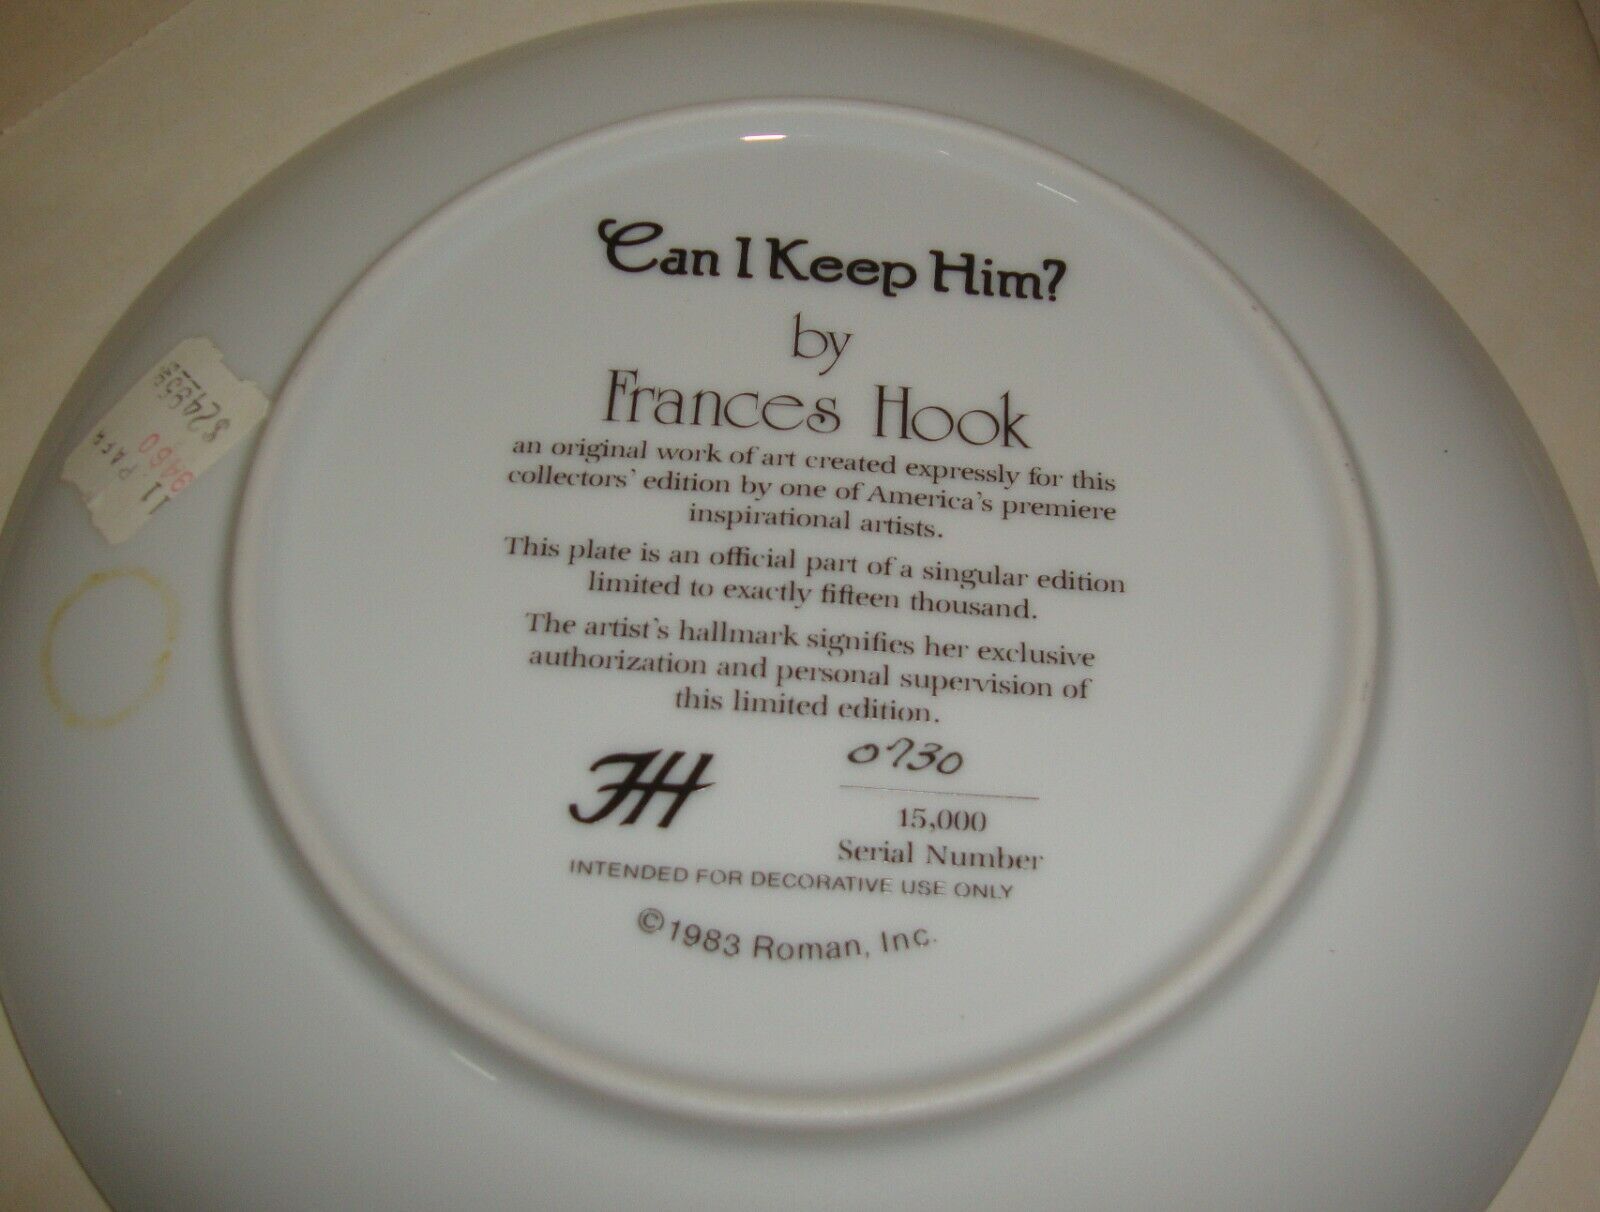 Can I Keep Him?
by
Frances Hook
an original work of art created expressly for this
collectors' edition by one of America's premiere
inspirational artists.
This plate is an official part of a singular edition
limited to exactly fifteen thousand.
The artist's hallmark signifies her exclusive
authorization and personal supervision of
this limited edition.
FH
0730
15,000
Serial Number
INTENDED FOR DECORATIVE USE ONLY
©1983 Roman, Inc.
11